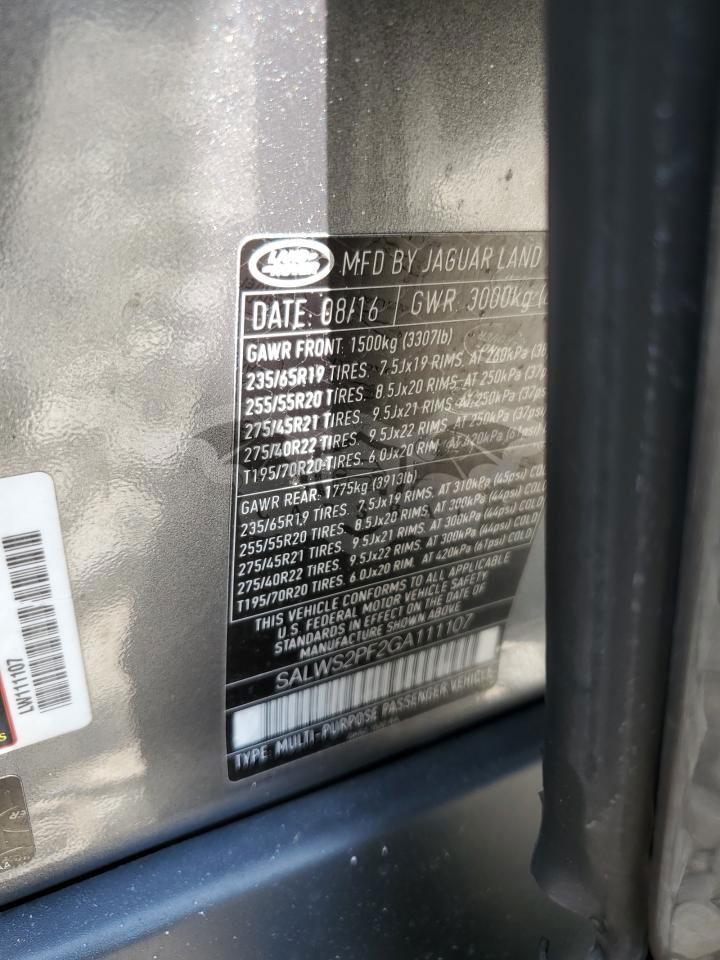 LAND ROVER MFD BY JAGUAR LAND
DATE: 08/16 GWR 3000kg
GAWR FRONT. 1500kg (3307lb)
235/65R19 TIRES. 7.5Jx19 RIMS. AT 260kPa
255/55R20 TIRES. 8.5Jx20 RIMS. AT 250kPa (37p
275/45R21 TIRES. 9.5Jx21 RIMS. AT 250kPa (37ps
275/40R22 TIRES. 9.5Jx22 RIMS. AT 250kPa (37psi
T195/70R20 TIRES. 6.0Jx20 RIM. AT 420kPa (61psi)
GAWR REAR. 1775kg (3913lb)
235/65R19 TIRES. 7.5Jx19 RIMS. AT 310kPa (45psi) COL
255/55R20 TIRES. 8.5Jx20 RIMS. AT 300kPa (44psi) COLD
275/45R21 TIRES. 9.5Jx21 RIMS. AT 300kPa (44psi) COLD
275/40R22 TIRES. 9.5Jx22 RIMS. AT 300kPa (44psi) COLD
T195/70R20 TIRES. 6.0Jx20 RIM. AT 420kPa (61psi) COLD
THIS VEHICLE CONFORMS TO ALL APPLICABLE
U.S. FEDERAL MOTOR VEHICLE SAFETY
STANDARDS IN EFFECT ON THE DATE OF
MANUFACTURE SHOWN ABOVE
SALWS2PF2GA111107
TYPE: MULTI-PURPOSE PASSENGER VEHICLE
LW111107